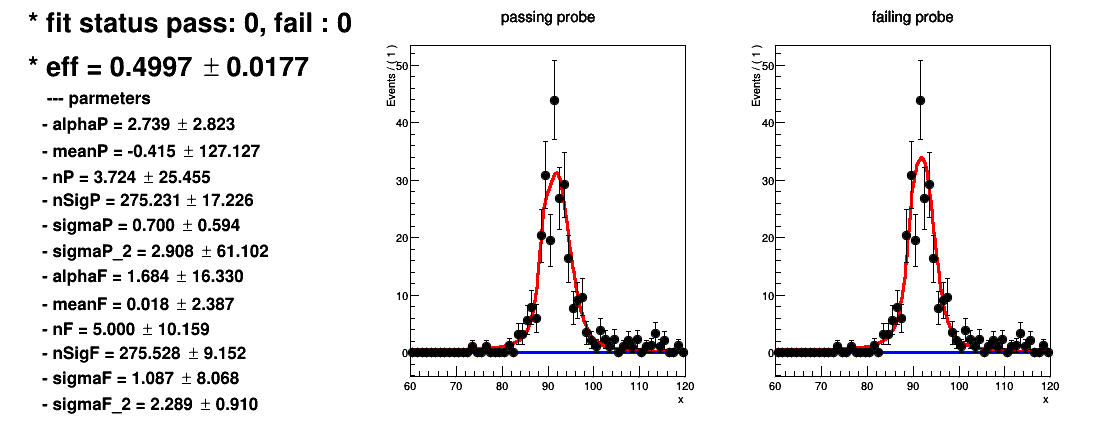 * fit status pass: 0, fail : 0
* eff = 0.4997 ± 0.0177
--- parmeters
- alphaP = 2.739 ± 2.823
- meanP = -0.415 ± 127.127
- nP = 3.724 ± 25.455
- nSigP = 275.231 ± 17.226
- sigmaP = 0.700 ± 0.594
- sigmaP_2 = 2.908 ± 61.102
- alphaF = 1.684 ± 16.330
- meanF = 0.018 ± 2.387
- nF = 5.000 ± 10.159
- nSigF = 275.528 ± 9.152
- sigmaF = 1.087 ± 8.068
- sigmaF_2 = 2.289 ± 0.910
passing probe
Events / ( 1 )
50
40
30
20
10
0
60 70 80 90 100 110 120
x
failing probe
Events / ( 1 )
50
40
30
20
10
0
60 70 80 90 100 110 120
x